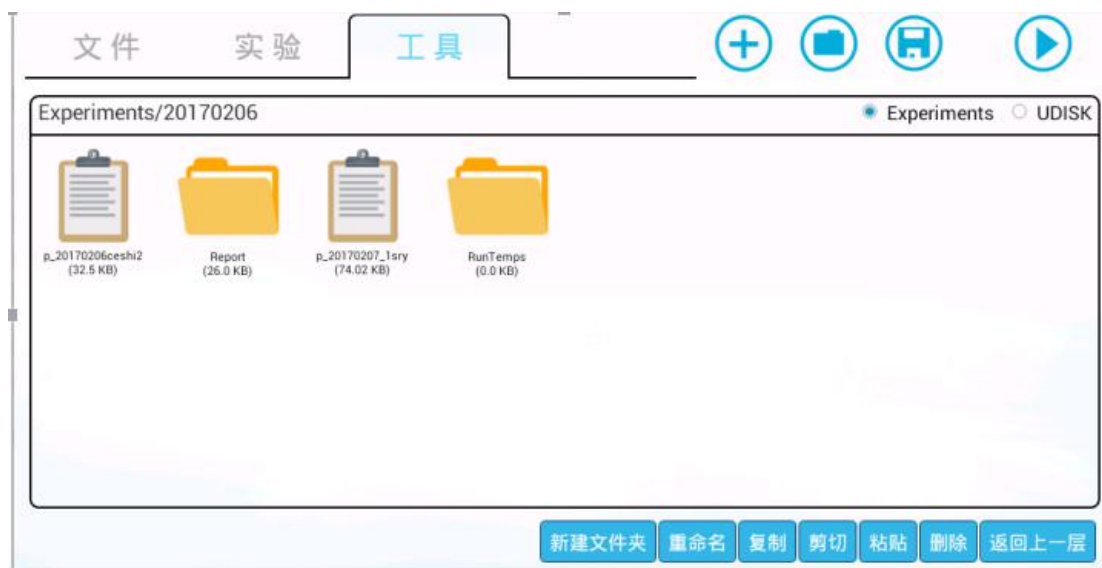 文件 实验 工具
Experiments/20170206 Experiments UDISK
p_20170206ceshi2 Report p_20170207_1sry RunTemps
(32.5 KB) (26.0 KB) (74.02 KB) (0.0 KB)
新建文件夹 重命名 复制 剪切 粘贴 删除 返回上一层